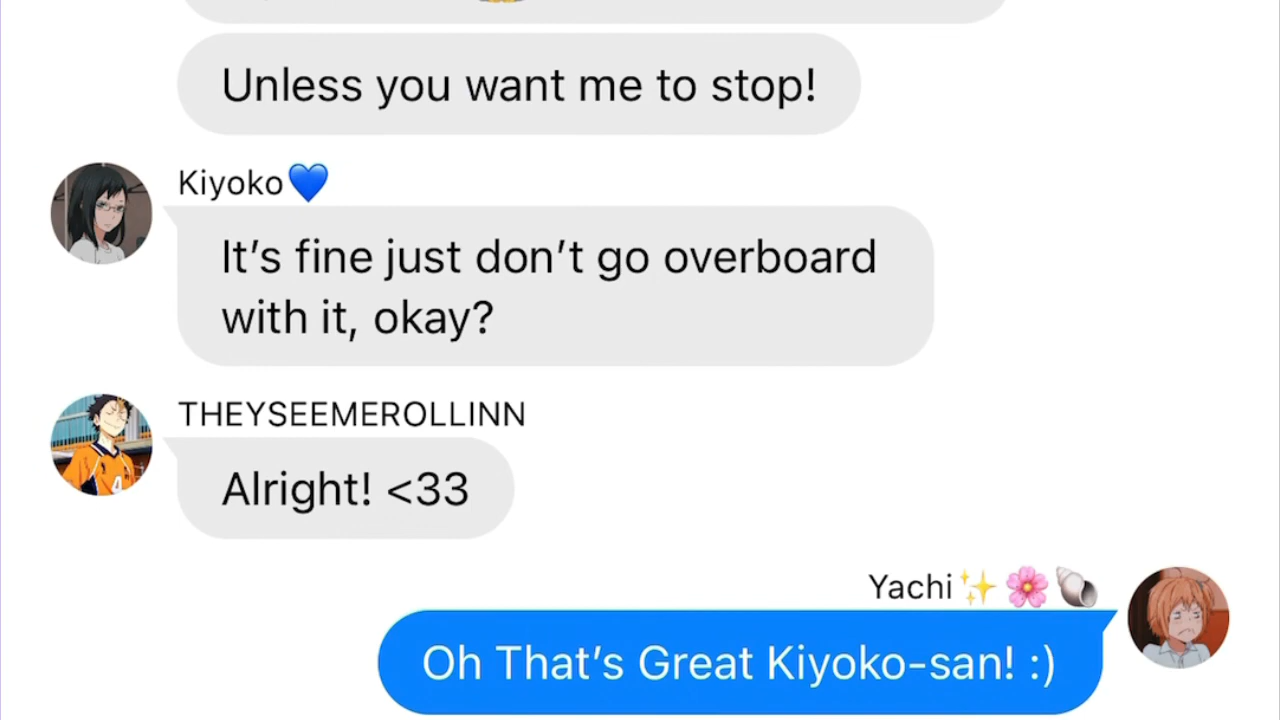 Unless you want me to stop!
Kiyoko💙
It’s fine just don’t go overboard
with it, okay?
THEYSEEMEROLLINN
Alright! <33
Yachi✨🌸🐚
Oh That’s Great Kiyoko-san! :)